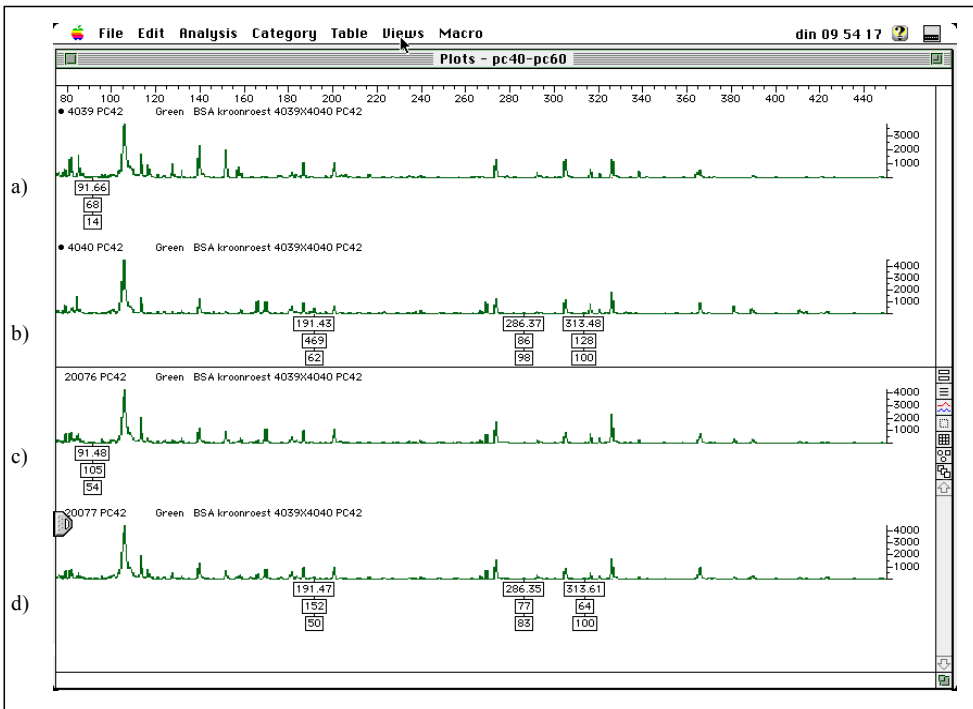 File Edit Analysis Category Table Views Macro din 09 54 17
Plots - pc40-pc60
80 100 120 140 160 180 200 220 240 260 280 300 320 340 360 380 400 420 440
a)
● 4039 PC42 Green BSA kroonroest 4039X4040 PC42
3000
2000
1000
91.66
68
14
b)
● 4040 PC42 Green BSA kroonroest 4039X4040 PC42
4000
3000
2000
1000
191.43 286.37 313.48
469 86 128
62 98 100
c)
20076 PC42 Green BSA kroonroest 4039X4040 PC42
4000
3000
2000
1000
91.48
105
54
d)
20077 PC42 Green BSA kroonroest 4039X4040 PC42
4000
3000
2000
1000
191.47 286.35 313.61
152 77 64
50 83 100